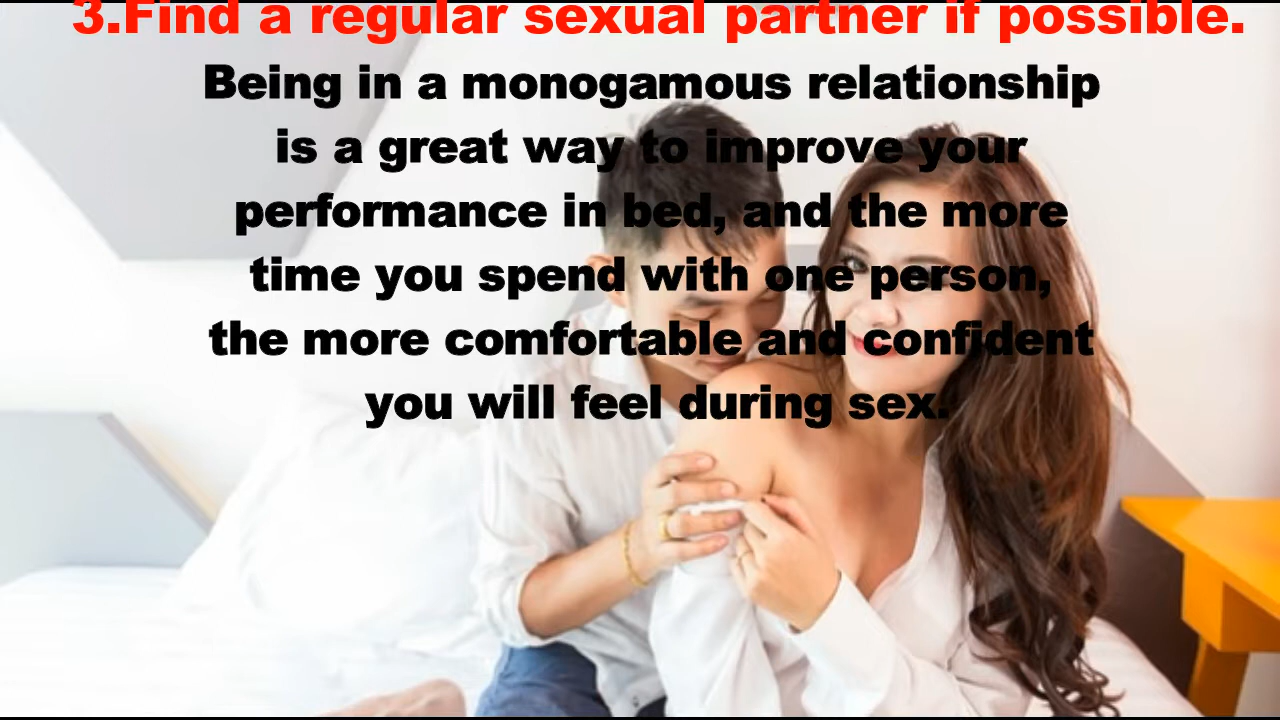 3.Find a regular sexual partner if possible.
Being in a monogamous relationship
is a great way to improve your
performance in bed, and the more
time you spend with one person,
the more comfortable and confident
you will feel during sex.